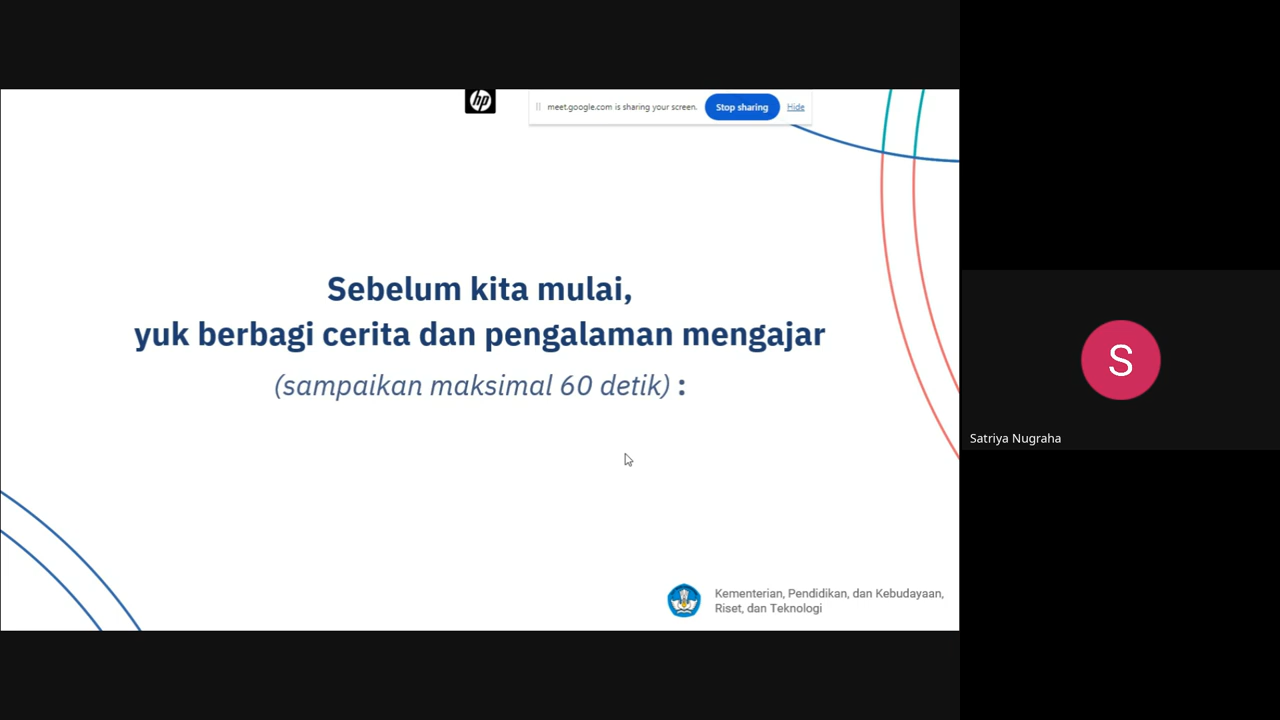 hp
meet.google.com is sharing your screen. Stop sharing Hide
Sebelum kita mulai,
yuk berbagi cerita dan pengalaman mengajar
(sampaikan maksimal 60 detik) :
S
Satriya Nugraha
Kementerian, Pendidikan, dan Kebudayaan,
Riset, dan Teknologi